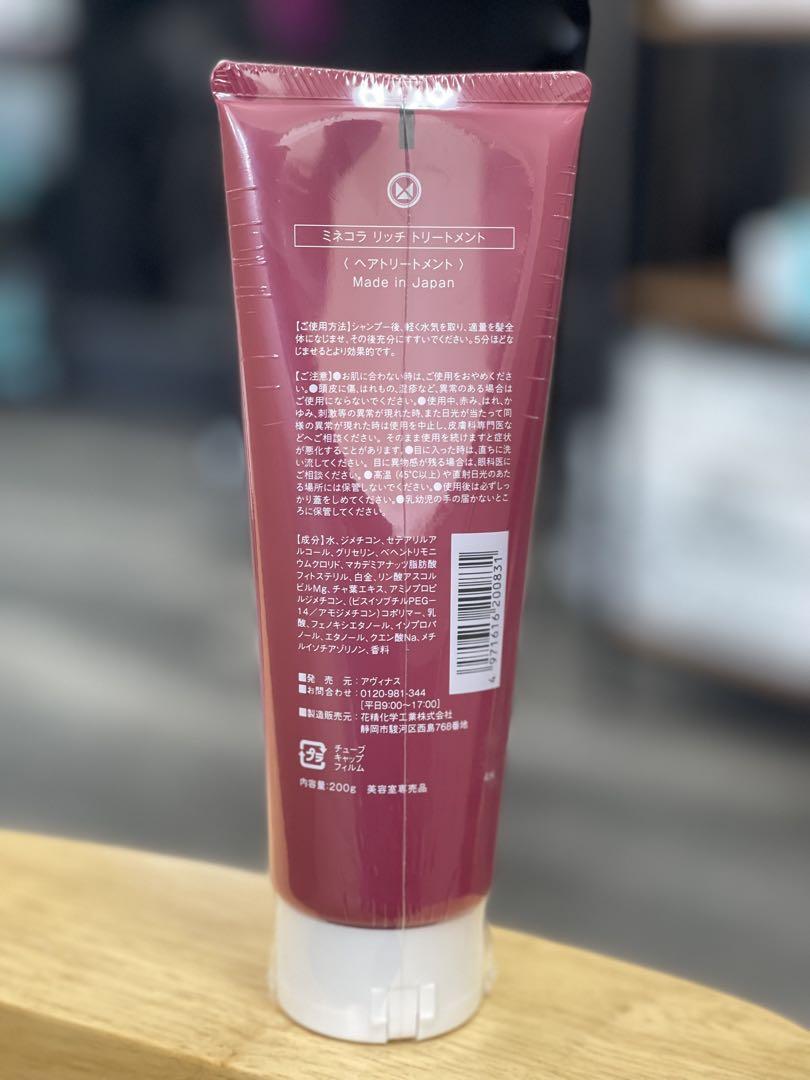 ミネコラ リッチ トリートメント
〈 ヘアトリートメント 〉
Made in Japan
【ご使用方法】シャンプー後、軽く水気を取り、適量を髪全
体になじませ、その後充分にすすいでください。5分ほどな
じませるとより効果的です。
【ご注意】●お肌に合わない時は、ご使用をおやめくださ
い。●頭皮に傷、はれもの、湿疹など、異常のある場合は
ご使用にならないでください。●使用中、赤み、はれ、か
ゆみ、刺激等の異常が現れた時、また日光が当たって同
様の異常が現れた時は使用を中止し、皮膚科専門医な
どへご相談ください。そのまま使用を続けますと症状
が悪化することがあります。●目に入った時は、直ちに洗
い流してください。 目に異物感が残る場合は、眼科医に
ご相談ください。●高温 (45℃以上)や直射日光のあた
る場所には保管しないでください。●使用後は必ずしっ
かり蓋をしめてください。●乳幼児の手の届かないとこ
ろに保管してください。
【成分】水、ジメチコン、セテアリルア
ルコール、グリセリン、ベヘントリモニ
ウムクロリド、マカデミアナッツ脂肪酸
フィトステリル、白金、リン酸アスコル
ビルMg、チャ葉エキス、アミノプロピ
ルジメチコン、(ビスイソブチルPEG－
14／アモジメチコン)コポリマー、乳
酸、フェノキシエタノール、イソプロパ
ノール、エタノール、クエン酸Na、メチ
ルイソチアゾリノン、香料
4 971616 200831
■発 売 元：アヴィナス
■お問合わせ：0120-981-344
[平日9:00～17:00]
■製造販売元：花精化学工業株式会社
静岡市駿河区西島768番地
プラ
チューブ
キャップ
フィルム
内容量:200g 美容室専売品